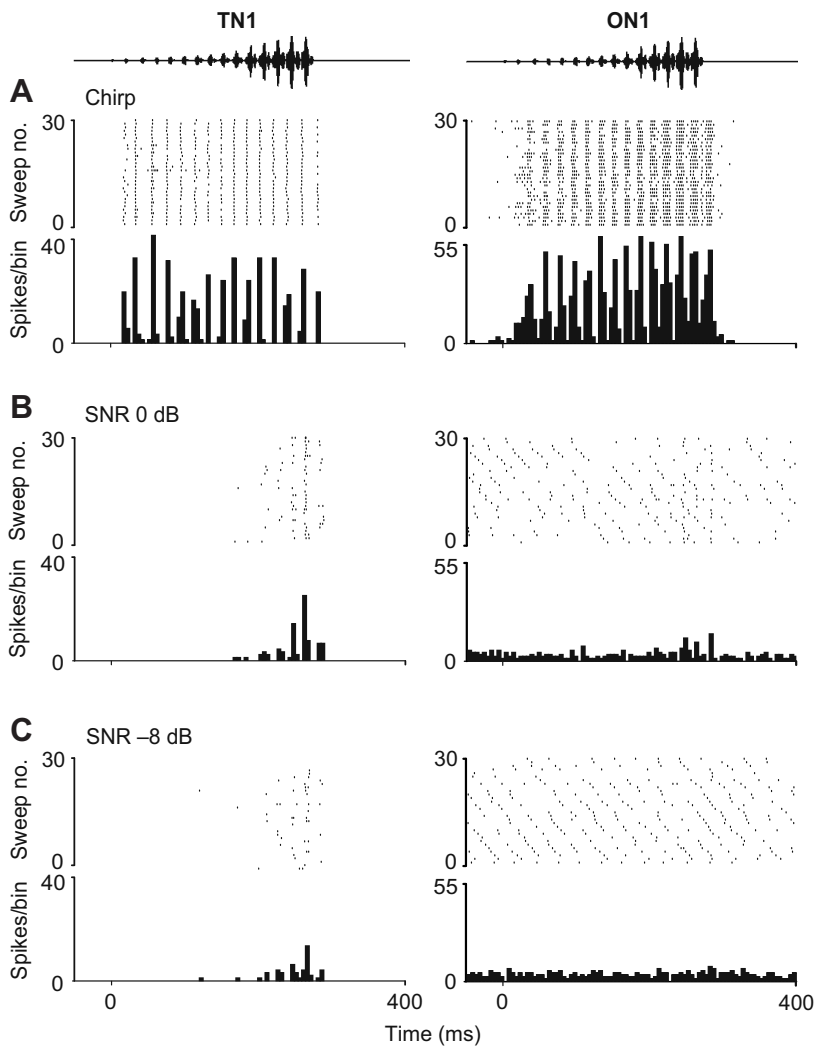 TN1
ON1
A
Chirp
Sweep no.
30
0
30
0
Spikes/bin
40
0
55
0
B
SNR 0 dB
Sweep no.
30
0
30
0
Spikes/bin
40
0
55
0
C
SNR –8 dB
Sweep no.
30
0
30
0
Spikes/bin
40
0
55
0
0
400
0
400
Time (ms)